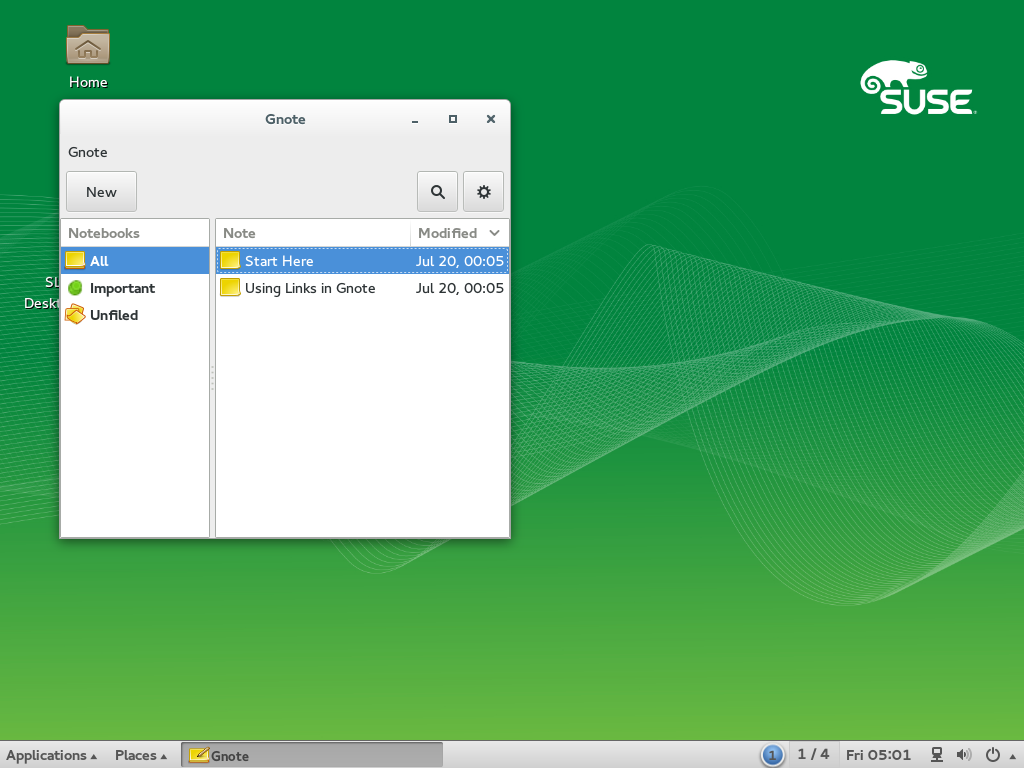 Home
SUSE
Gnote
Gnote
New
Notebooks
Note Modified
All
Start Here Jul 20, 00:05
Important
Using Links in Gnote Jul 20, 00:05
Unfiled
SL
Deskt
Applications Places Gnote 1 1 / 4 Fri 05:01